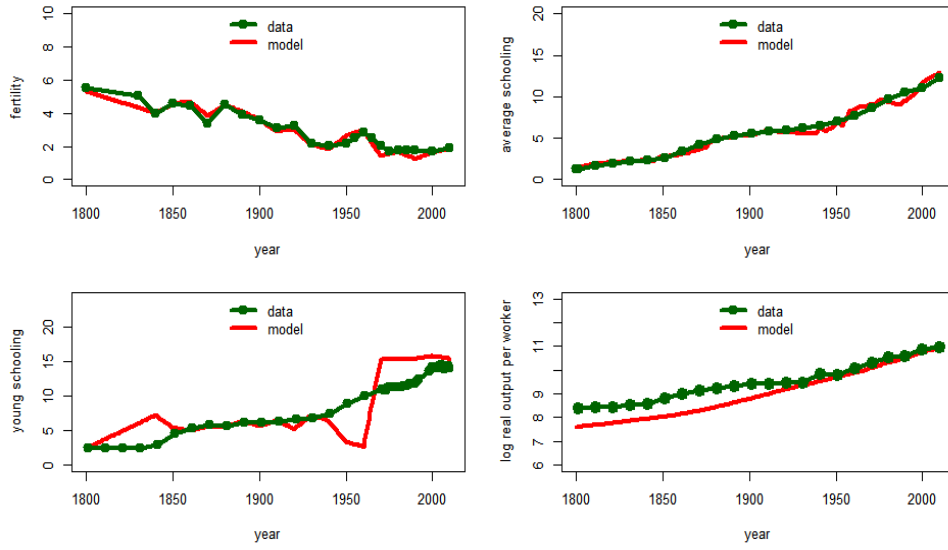 fertility
0
2
4
6
8
10
data
model
1800
1850
1900
1950
2000
year
average schooling
0
5
10
15
20
data
model
1800
1850
1900
1950
2000
year
young schooling
0
5
10
15
20
data
model
1800
1850
1900
1950
2000
year
log real output per worker
6
7
8
9
11
13
data
model
1800
1850
1900
1950
2000
year